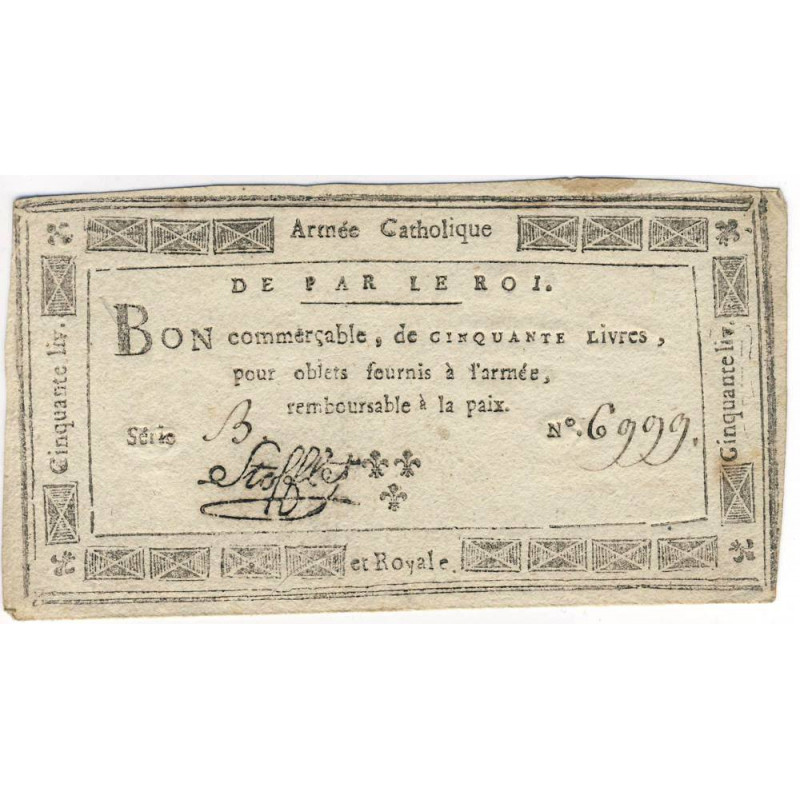 Armée Catholique
DE PAR LE ROI.
BON commerçable, de CINQUANTE LIVRES,
pour objets fournis à l'armée,
remboursable à la paix.
Série B. N°. 6999.
Stofflet
et Royale.
Cinquante liv.
Cinquante liv.